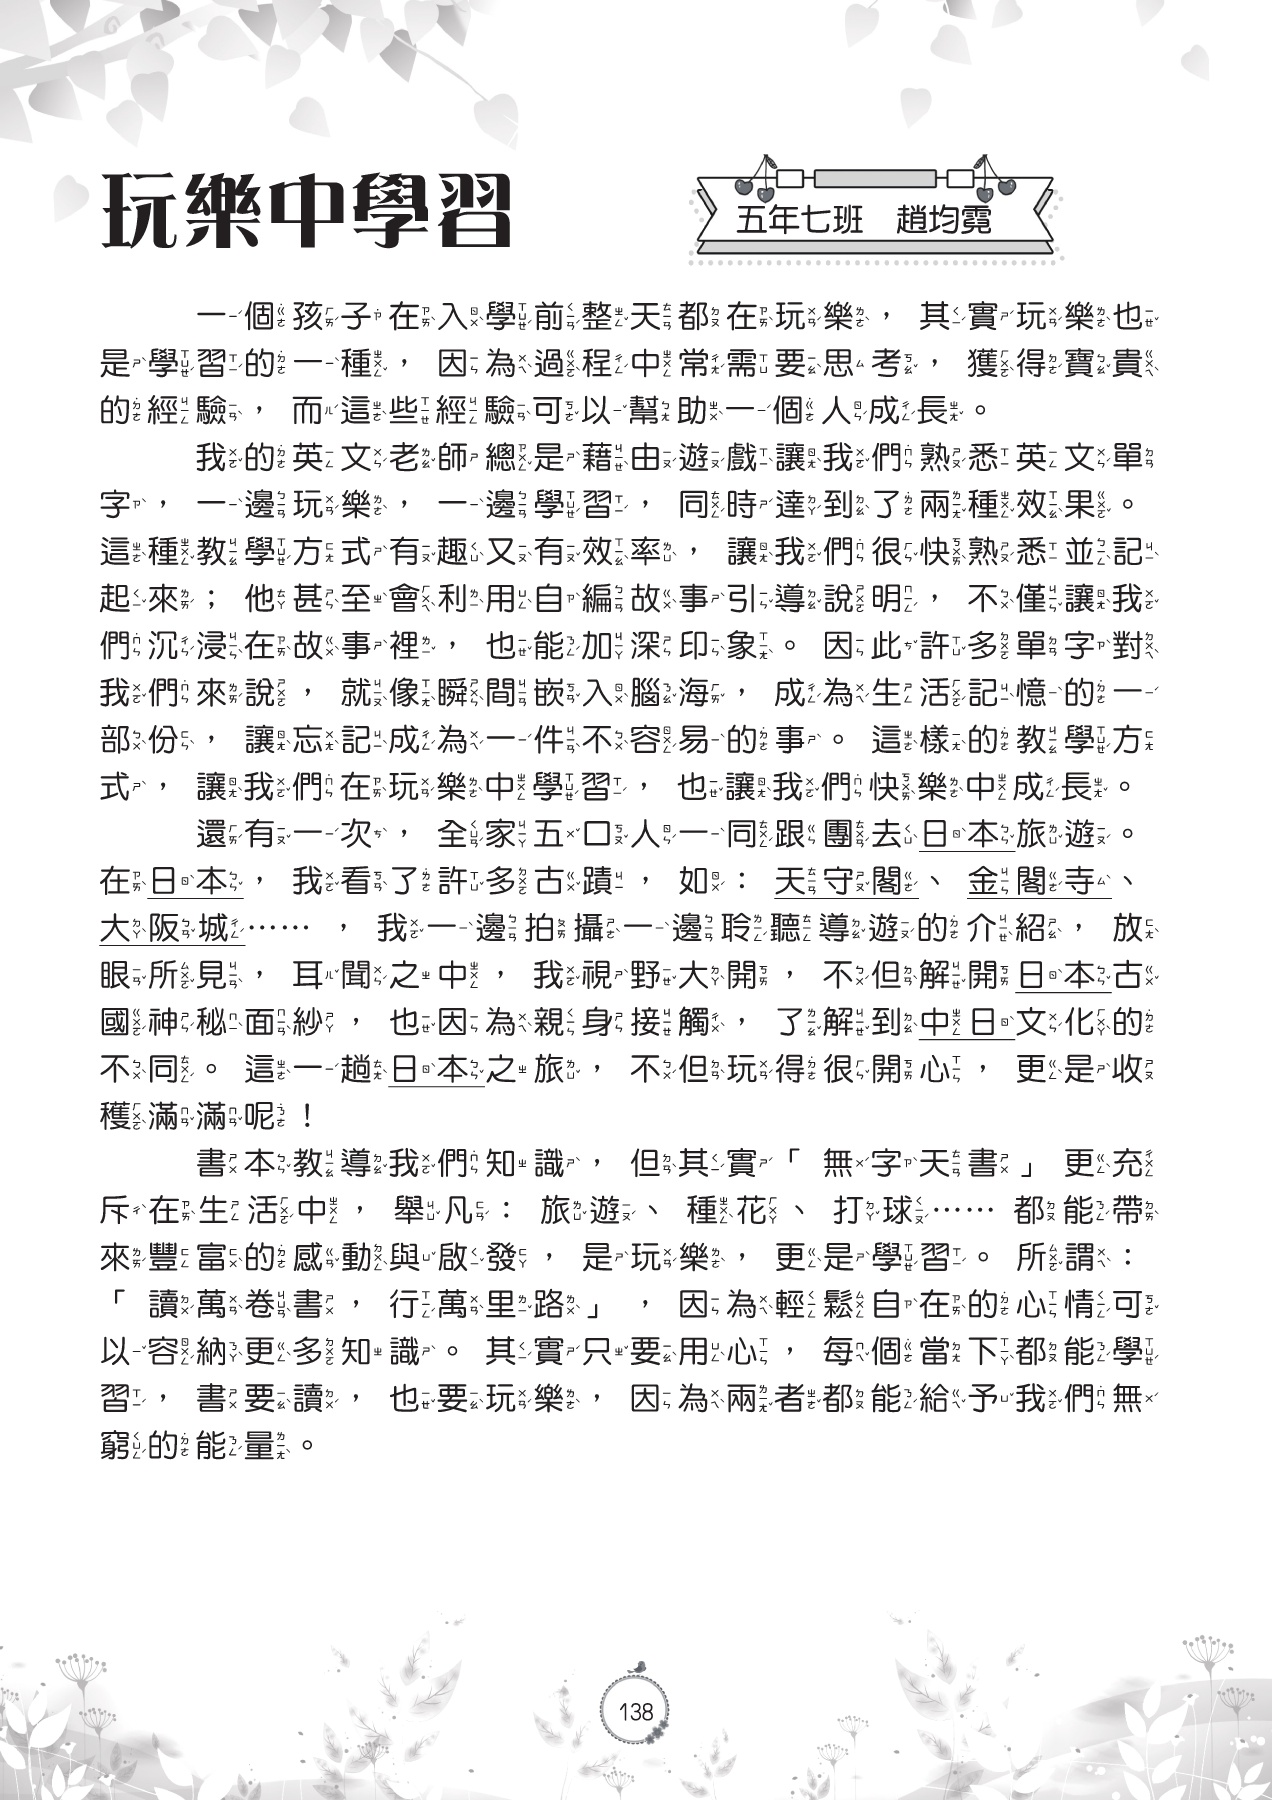 玩樂中學習
五年七班　趙均霓
一個孩子在入學前整天都在玩樂，其實玩樂也
是學習的一種，因為過程中常需要思考，獲得寶貴
的經驗，而這些經驗可以幫助一個人成長。
我的英文老師總是藉由遊戲讓我們熟悉英文單
字，一邊玩樂，一邊學習，同時達到了兩種效果。
這種教學方式有趣又有效率，讓我們很快熟悉並記
起來；他甚至會利用自編故事引導說明，不僅讓我
們沉浸在故事裡，也能加深印象。因此許多單字對
我們來說，就像瞬間嵌入腦海，成為生活記憶的一
部份，讓忘記成為一件不容易的事。這樣的教學方
式，讓我們在玩樂中學習，也讓我們快樂中成長。
還有一次，全家五口人一同跟團去日本旅遊。
在日本，我看了許多古蹟，如：天守閣、金閣寺、
大阪城……，我一邊拍攝一邊聆聽導遊的介紹，放
眼所見，耳聞之中，我視野大開，不但解開日本古
國神秘面紗，也因為親身接觸，了解到中日文化的
不同。這一趟日本之旅，不但玩得很開心，更是收
穫滿滿呢！
書本教導我們知識，但其實「無字天書」更充
斥在生活中，舉凡：旅遊、種花、打球……都能帶
來豐富的感動與啟發，是玩樂，更是學習。所謂：
「讀萬卷書，行萬里路」，因為輕鬆自在的心情可
以容納更多知識。其實只要用心，每個當下都能學
習，書要讀，也要玩樂，因為兩者都能給予我們無
窮的能量。
138